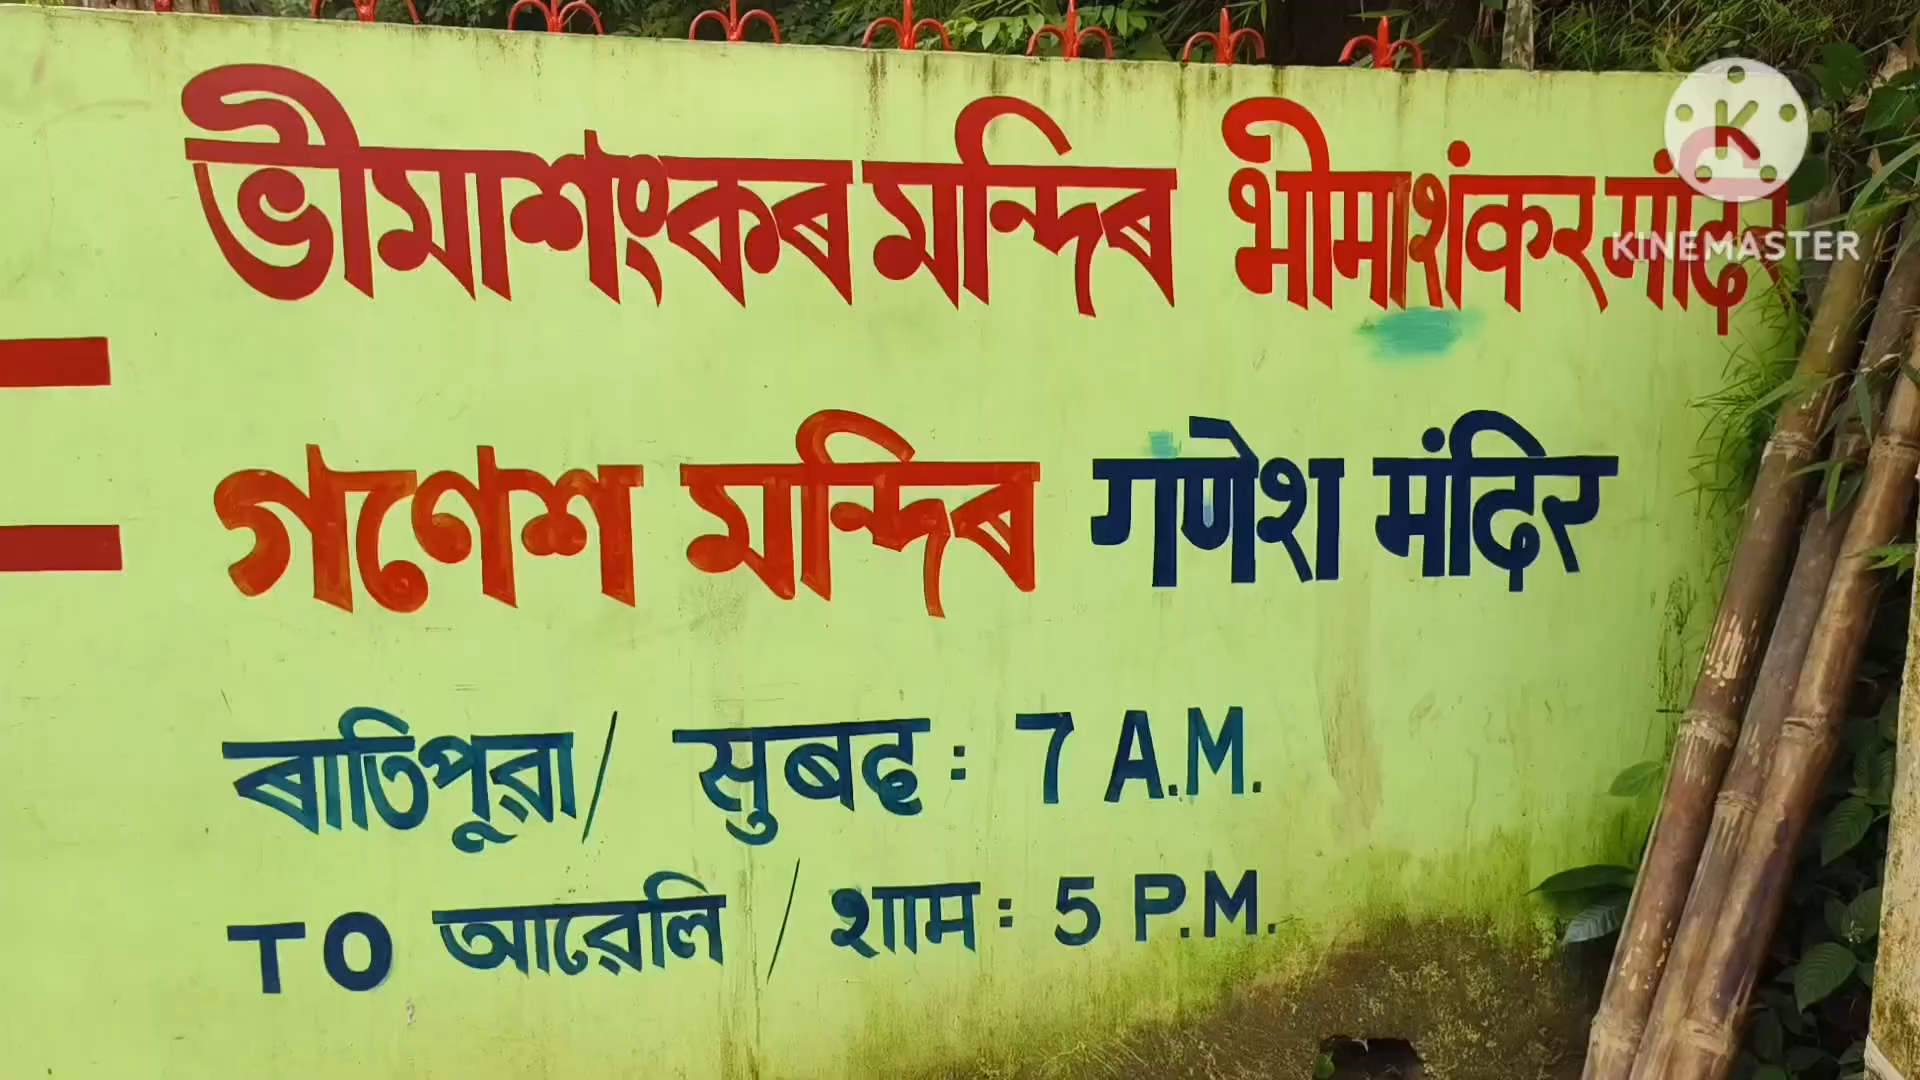 ভীমাশংকৰ মন্দিৰ भीमाशंकर मंदिर
গণেশ মন্দিৰ गणेश मंदिर
ৰাতিপুৱা / सुबह : 7 A.M.
TO আবেলি / शाम : 5 P.M.
K
KINEMASTER